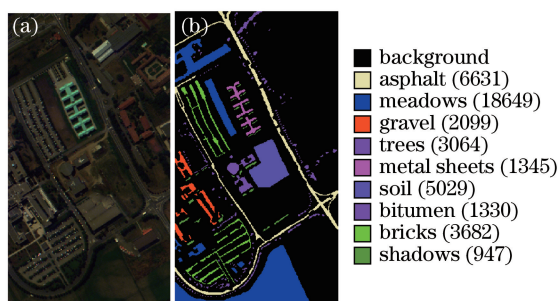 (a)
(b)
background
asphalt (6631)
meadows (18649)
gravel (2099)
trees (3064)
metal sheets (1345)
soil (5029)
bitumen (1330)
bricks (3682)
shadows (947)